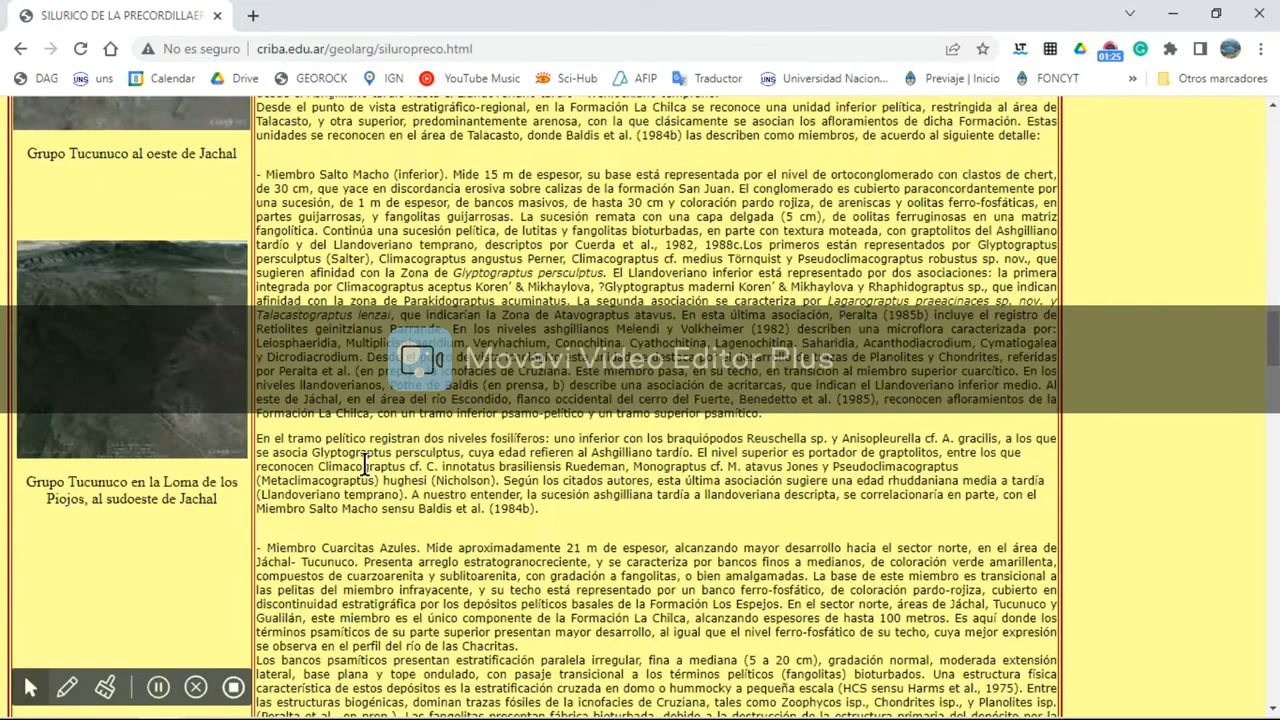 SILURICO DE LA PRECORDILLAER
No es seguro criba.edu.ar/geolarg/siluropreco.html
01:25
DAG uns Calendar Drive GEOROCK IGN YouTube Music Sci-Hub AFIP Traductor Universidad Nacion... Previaje | Inicio FONCYT » Otros marcadores
Desde el punto de vista estratigráfico-regional, en la Formación La Chilca se reconoce una unidad inferior pelítica, restringida al área de
Talacasto, y otra superior, predominantemente arenosa, con la que clásicamente se asocian los afloramientos de dicha Formación. Estas
unidades se reconocen en el área de Talacasto, donde Baldis et al. (1984b) las describen como miembros, de acuerdo al siguiente detalle:
Grupo Tucunuco al oeste de Jachal
- Miembro Salto Macho (inferior). Mide 15 m de espesor, su base está representada por el nivel de ortoconglomerado con clastos de chert,
de 30 cm, que yace en discordancia erosiva sobre calizas de la formación San Juan. El conglomerado es cubierto paraconcordantemente por
una sucesión, de 1 m de espesor, de bancos masivos, de hasta 30 cm y coloración pardo rojiza, de areniscas y oolitas ferro-fosfáticas, en
partes guijarrosas, y fangolitas guijarrosas. La sucesión remata con una capa delgada (5 cm), de oolitas ferruginosas en una matriz
fangolítica. Continúa una sucesión pelítica, de lutitas y fangolitas bioturbadas, en parte con textura moteada, con graptolitos del Ashgilliano
tardío y del Llandoveriano temprano, descriptos por Cuerda et al., 1982, 1988c.Los primeros están representados por Glyptograptus
persculptus (Salter), Climacograptus angustus Perner, Climacograptus cf. medius Törnquist y Pseudoclimacograptus robustus sp. nov., que
sugieren afinidad con la Zona de Glyptograptus persculptus. El Llandoveriano inferior está representado por dos asociaciones: la primera
integrada por Climacograptus aceptus Koren’ & Mikhaylova, ?Glyptograptus maderni Koren’ & Mikhaylova y Rhaphidograptus sp., que indican
afinidad con la zona de Parakidograptus acuminatus. La segunda asociación se caracteriza por Lagarograptus praeacinaces sp. nov. y
Talacastograptus lenzai, que indicarían la Zona de Atavograptus atavus. En esta última asociación, Peralta (1985b) incluye el registro de
Retiolites geinitzianus Barrande. En los niveles ashgillianos Melendi y Volkheimer (1982) describen una microflora caracterizada por:
Leiosphaeridia, Multiplicisphaeridium, Veryhachium, Conochitina, Cyathochitina, Lagenochitina, Saharidia, Acanthodiacrodium, Cymatiogalea
y Dicrodiacrodium. Desde el punto de trazas de Planolites y Chondrites, referidas
por Peralta et al. (en prensa) a icnofacies de Cruziana. Este miembro pasa, al techo, en transición al miembro superior cuarcítico. En los
niveles llandoverianos, Pothe de Baldis (en prensa, b) describe una asociación de acritarcas, que indican el Llandoveriano inferior medio. Al
este de Jáchal, en el área del río Escondido, flanco occidental del cerro del Fuerte, Benedetto et al. (1985), reconocen afloramientos de la
Formación La Chilca, con un tramo inferior psamo-pelítico y un tramo superior psamítico.
Movavi Video Editor Plus
En el tramo pelítico registran dos niveles fosilíferos: uno inferior con los braquiópodos Reuschella sp. y Anisopleurella cf. A. gracilis, a los que
se asocia Glyptograptus persculptus, cuya edad refieren al Ashgilliano tardío. El nivel superior es portador de graptolitos, entre los que
reconocen Climacograptus cf. C. innotatus brasiliensis Ruedeman, Monograptus cf. M. atavus Jones y Pseudoclimacograptus
(Metaclimacograptus) hughesi (Nicholson). Según los citados autores, esta última asociación sugiere una edad rhuddaniana media a tardía
(Llandoveriano temprano). A nuestro entender, la sucesión ashgilliana tardía a llandoveriana descripta, se correlacionaría en parte, con el
Miembro Salto Macho sensu Baldis et al. (1984b).
Grupo Tucunuco en la Loma de los
Piojos, al sudoeste de Jachal
- Miembro Cuarcitas Azules. Mide aproximadamente 21 m de espesor, alcanzando mayor desarrollo hacia el sector norte, en el área de
Jáchal- Tucunuco. Presenta arreglo estratogranocreciente, y se caracteriza por bancos finos a medianos, de coloración verde amarillenta,
compuestos de cuarzoarenita y sublitoarenita, con gradación a fangolitas, o bien amalgamadas. La base de este miembro es transicional a
las pelitas del miembro infrayacente, y su techo está representado por un banco ferro-fosfático, de coloración pardo-rojiza, cubierto en
discontinuidad estratigráfica por los depósitos pelíticos basales de la Formación Los Espejos. En el sector norte, áreas de Jáchal, Tucunuco y
Gualilán, este miembro es el único componente de la Formación La Chilca, alcanzando espesores de hasta 100 metros. Es aquí donde los
términos psamíticos de su parte superior presentan mayor desarrollo, al igual que el nivel ferro-fosfático de su techo, cuya mejor expresión
se observa en el perfil del río de las Chacritas.
Los bancos psamíticos presentan estratificación paralela irregular, fina a mediana (5 a 20 cm), gradación normal, moderada extensión
lateral, base plana y tope ondulado, con pasaje transicional a los términos pelíticos (fangolitas) bioturbados. Una estructura física
característica de estos depósitos es la estratificación cruzada en domo o hummocky a pequeña escala (HCS sensu Harms et al., 1975). Entre
las estructuras biogénicas, dominan trazas fósiles de la icnofacies de Cruziana, tales como Zoophycos isp., Chondrites isp., y Planolites isp.